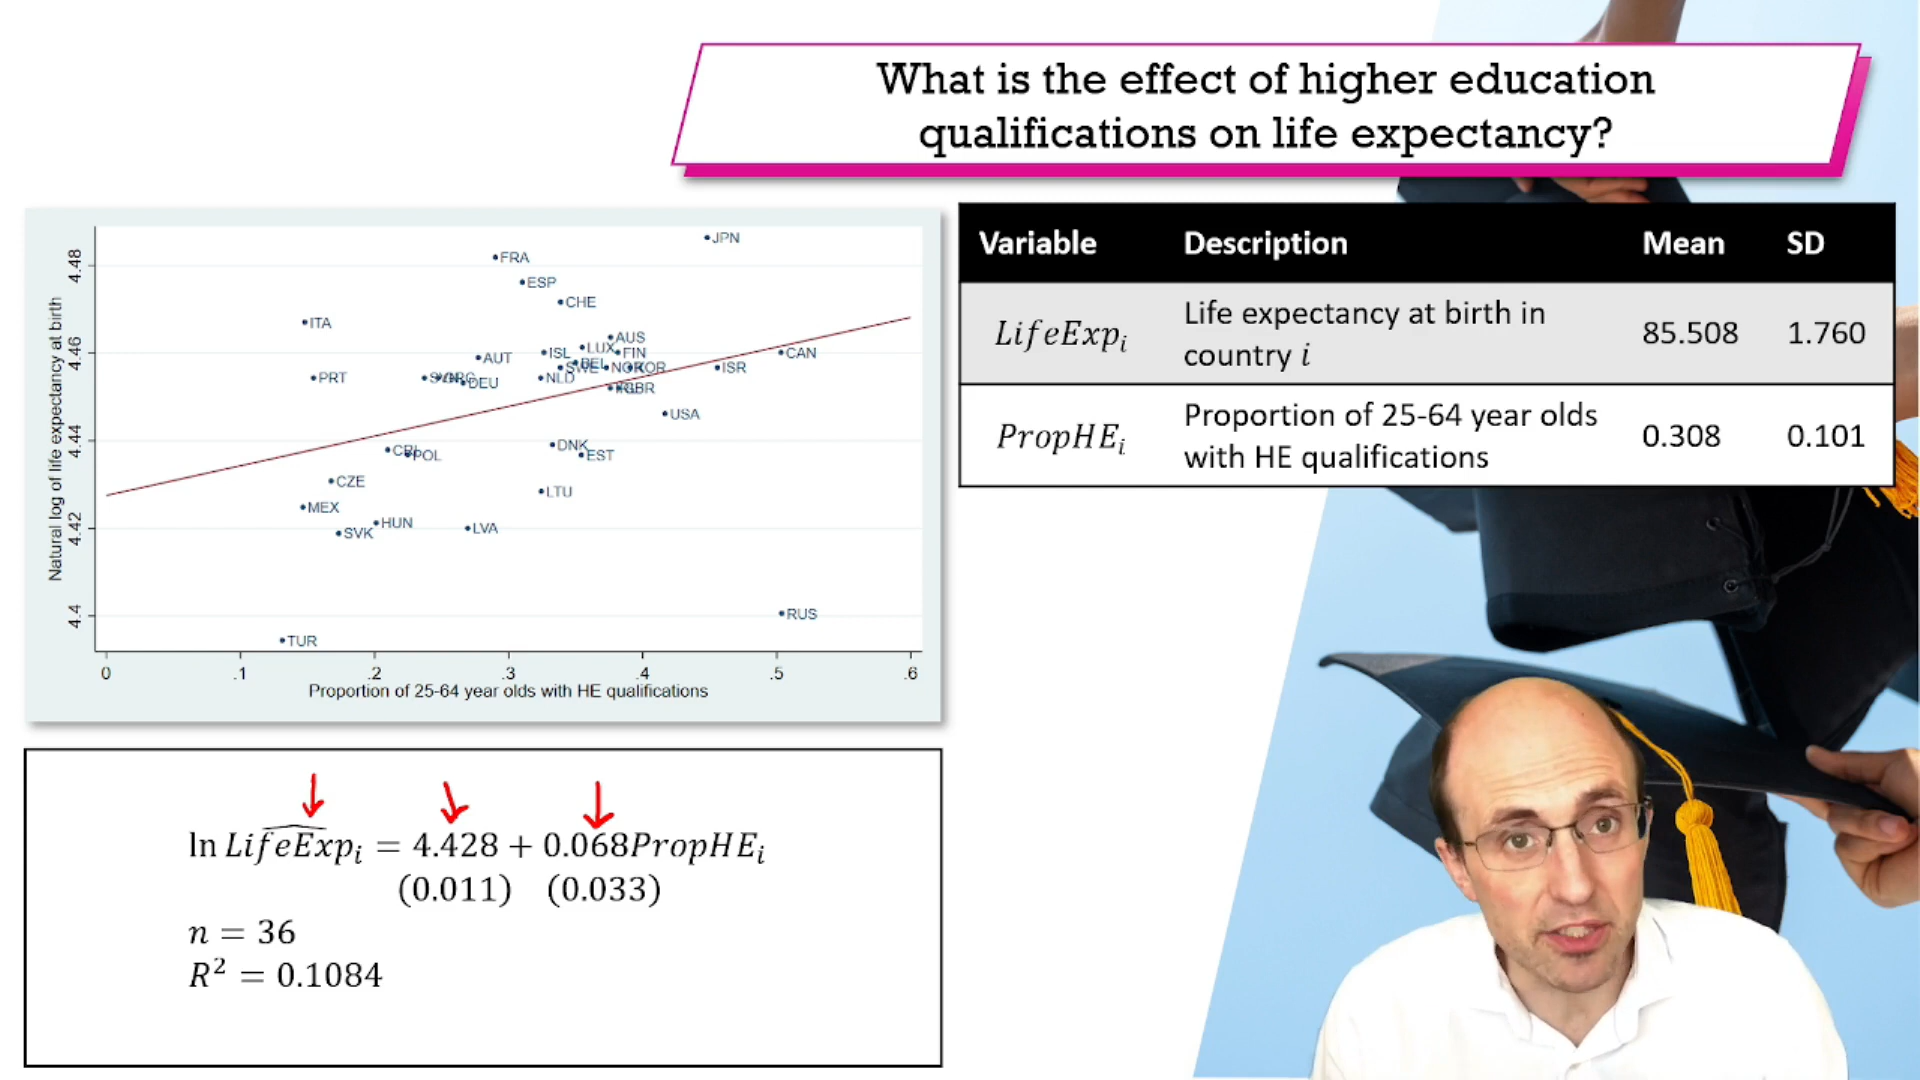 What is the effect of higher education
qualifications on life expectancy?
Natural log of life expectancy at birth
4.48
4.46
4.44
4.42
4.4
JPN
FRA
ESP
CHE
ITA
AUS
LUX
ISL
FIN
CAN
AUT
BEL
SWE
NOR
KOR
ISR
PRT
DEU
NLD
GBR
USA
DNK
CRI
POL
EST
CZE
LTU
MEX
HUN
LVA
SVK
RUS
TUR
0 .1 .2 .3 .4 .5 .6
Proportion of 25-64 year olds with HE qualifications
Variable Description Mean SD
LifeExpᵢ Life expectancy at birth in country i 85.508 1.760
PropHEᵢ Proportion of 25-64 year olds with HE qualifications 0.308 0.101
ln LifeExpᵢ = 4.428 + 0.068PropHEᵢ
(0.011) (0.033)
n = 36
R² = 0.1084